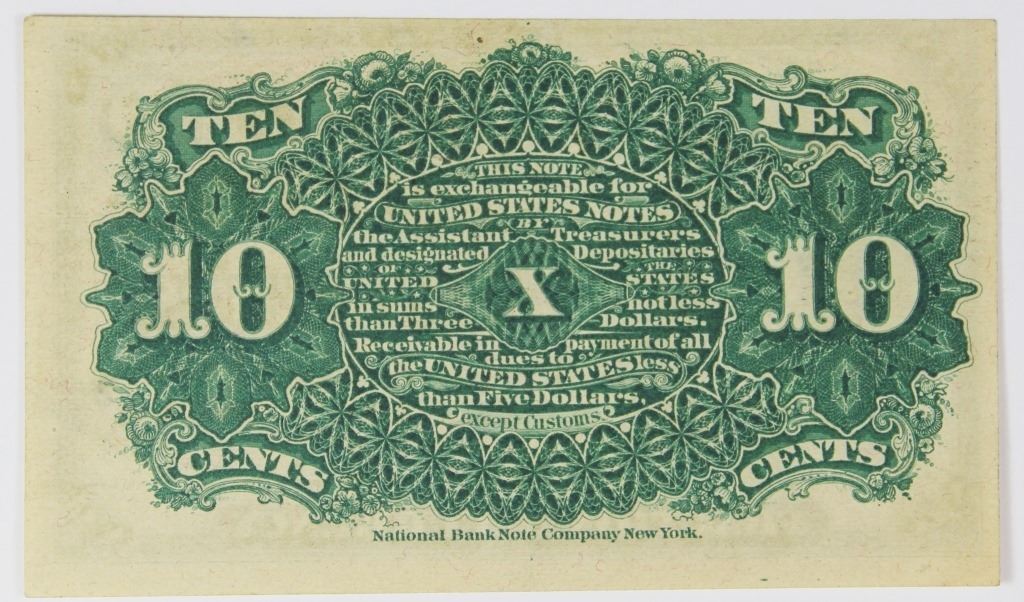 TEN
TEN
THIS NOTE
is exchangeable for
UNITED STATES NOTES
BY
the Assistant Treasurers
and designated Depositaries
OF THE
UNITED STATES
in sums not less
than Three Dollars.
Receivable in payment of all
dues to
the UNITED STATES less
than Five Dollars,
except Customs
10
X
10
CENTS
CENTS
National Bank Note Company New York.